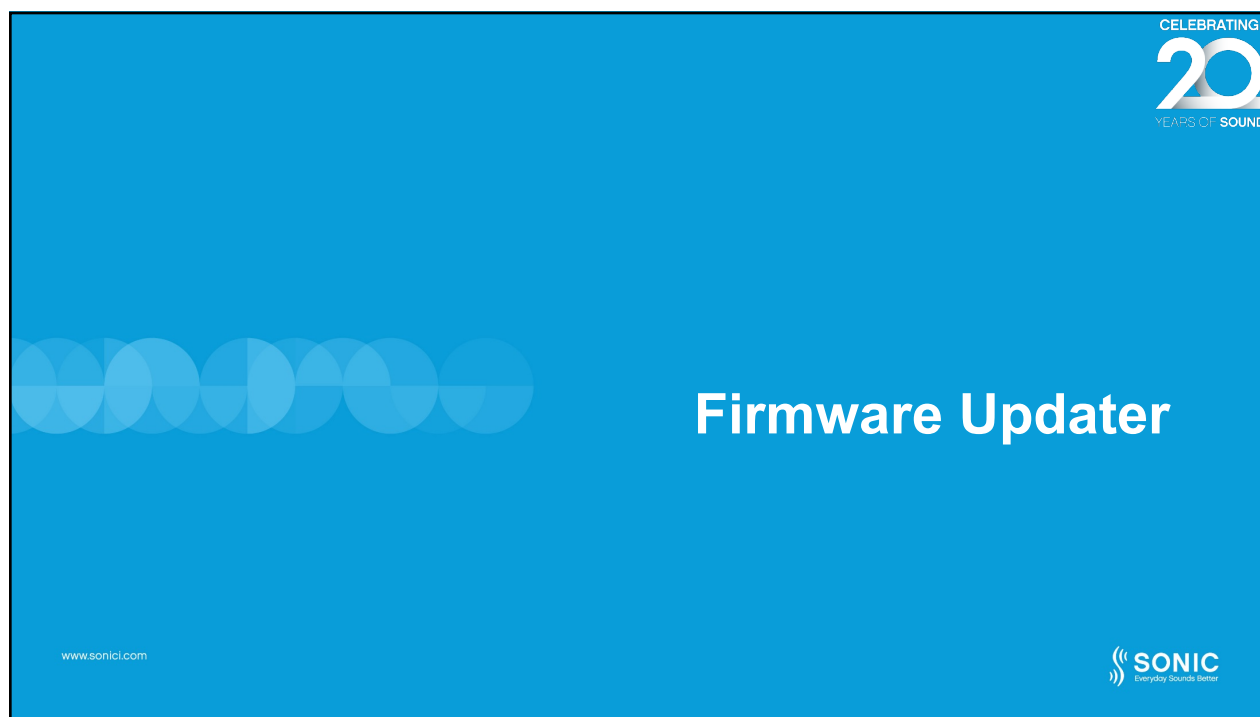 CELEBRATING
20
YEARS OF SOUND
Firmware Updater
www.sonici.com
SONIC
Everyday Sounds Better